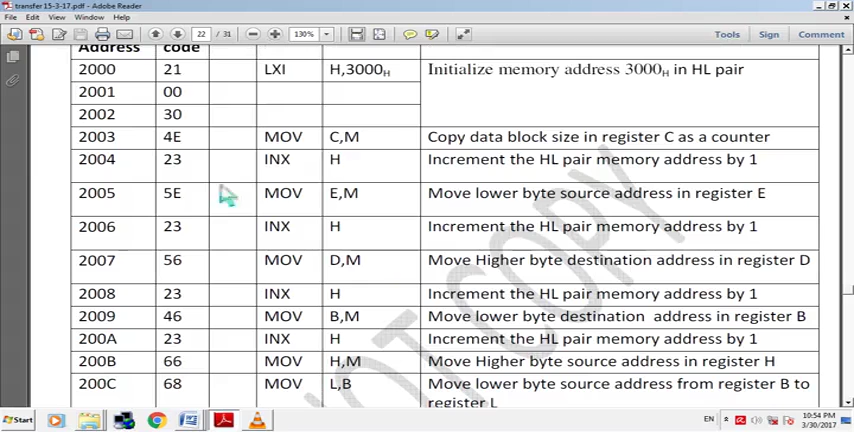 transfer 15-3-17.pdf - Adobe Reader
File Edit View Window Help
22 / 31 130% Tools Sign Comment
Address code
2000 21 LXI H,3000H Initialize memory address 3000H in HL pair
2001 00
2002 30
2003 4E MOV C,M Copy data block size in register C as a counter
2004 23 INX H Increment the HL pair memory address by 1
2005 5E MOV E,M Move lower byte source address in register E
2006 23 INX H Increment the HL pair memory address by 1
2007 56 MOV D,M Move Higher byte destination address in register D
2008 23 INX H Increment the HL pair memory address by 1
2009 46 MOV B,M Move lower byte destination address in register B
200A 23 INX H Increment the HL pair memory address by 1
200B 66 MOV H,M Move Higher byte source address in register H
200C 68 MOV L,B Move lower byte source address from register B to
register L
NOT COPY
Start EN 10:54 PM
3/30/2017